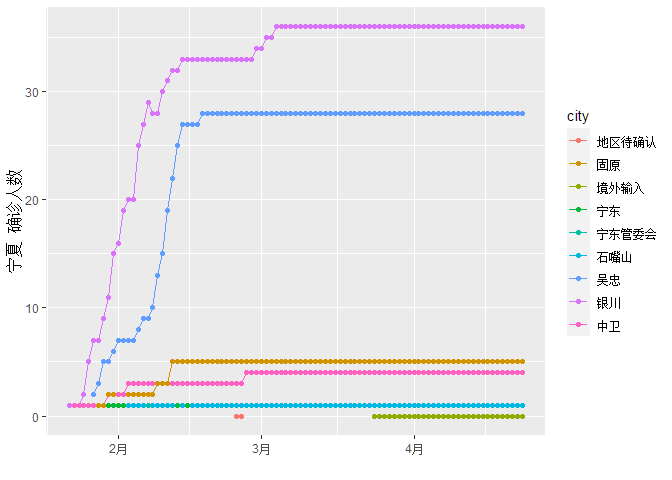 宁夏 确诊人数
30
20
10
0
2月
3月
4月
city
地区待确认
固原
境外输入
宁东
宁东管委会
石嘴山
吴忠
银川
中卫